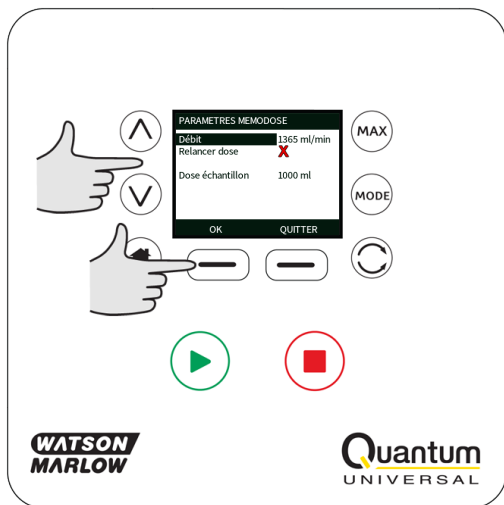 PARAMETRES MEMODOSE
Débit 1365 ml/min
Relancer dose X
Dose échantillon 1000 ml
OK QUITTER
MAX
MODE
WATSON
MARLOW
Quantum
UNIVERSAL